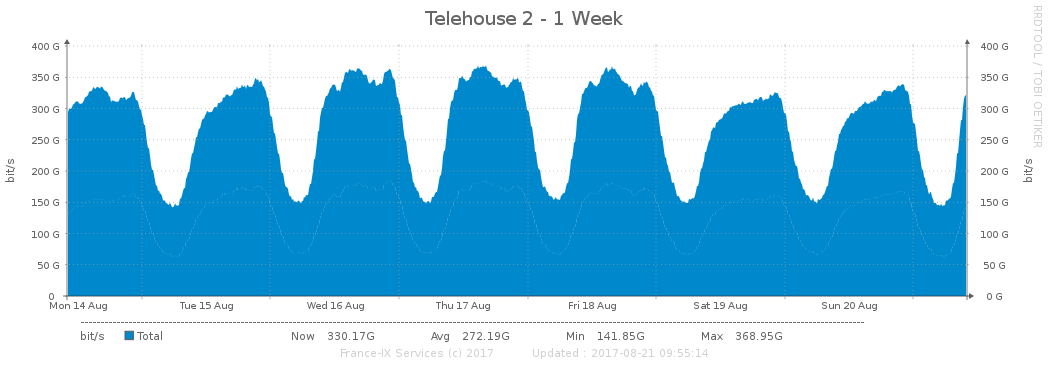 Telehouse 2 - 1 Week
RRDTOOL / TOBI OETIKER
400 G 400 G
350 G 350 G
300 G 300 G
250 G 250 G
200 G 200 G
150 G 150 G
100 G 100 G
50 G 50 G
0 0 G
bit/s bit/s
Mon 14 Aug Tue 15 Aug Wed 16 Aug Thu 17 Aug Fri 18 Aug Sat 19 Aug Sun 20 Aug
bit/s Total Now 330.17G Avg 272.19G Min 141.85G Max 368.95G
France-IX Services (c) 2017 Updated : 2017-08-21 09:55:14